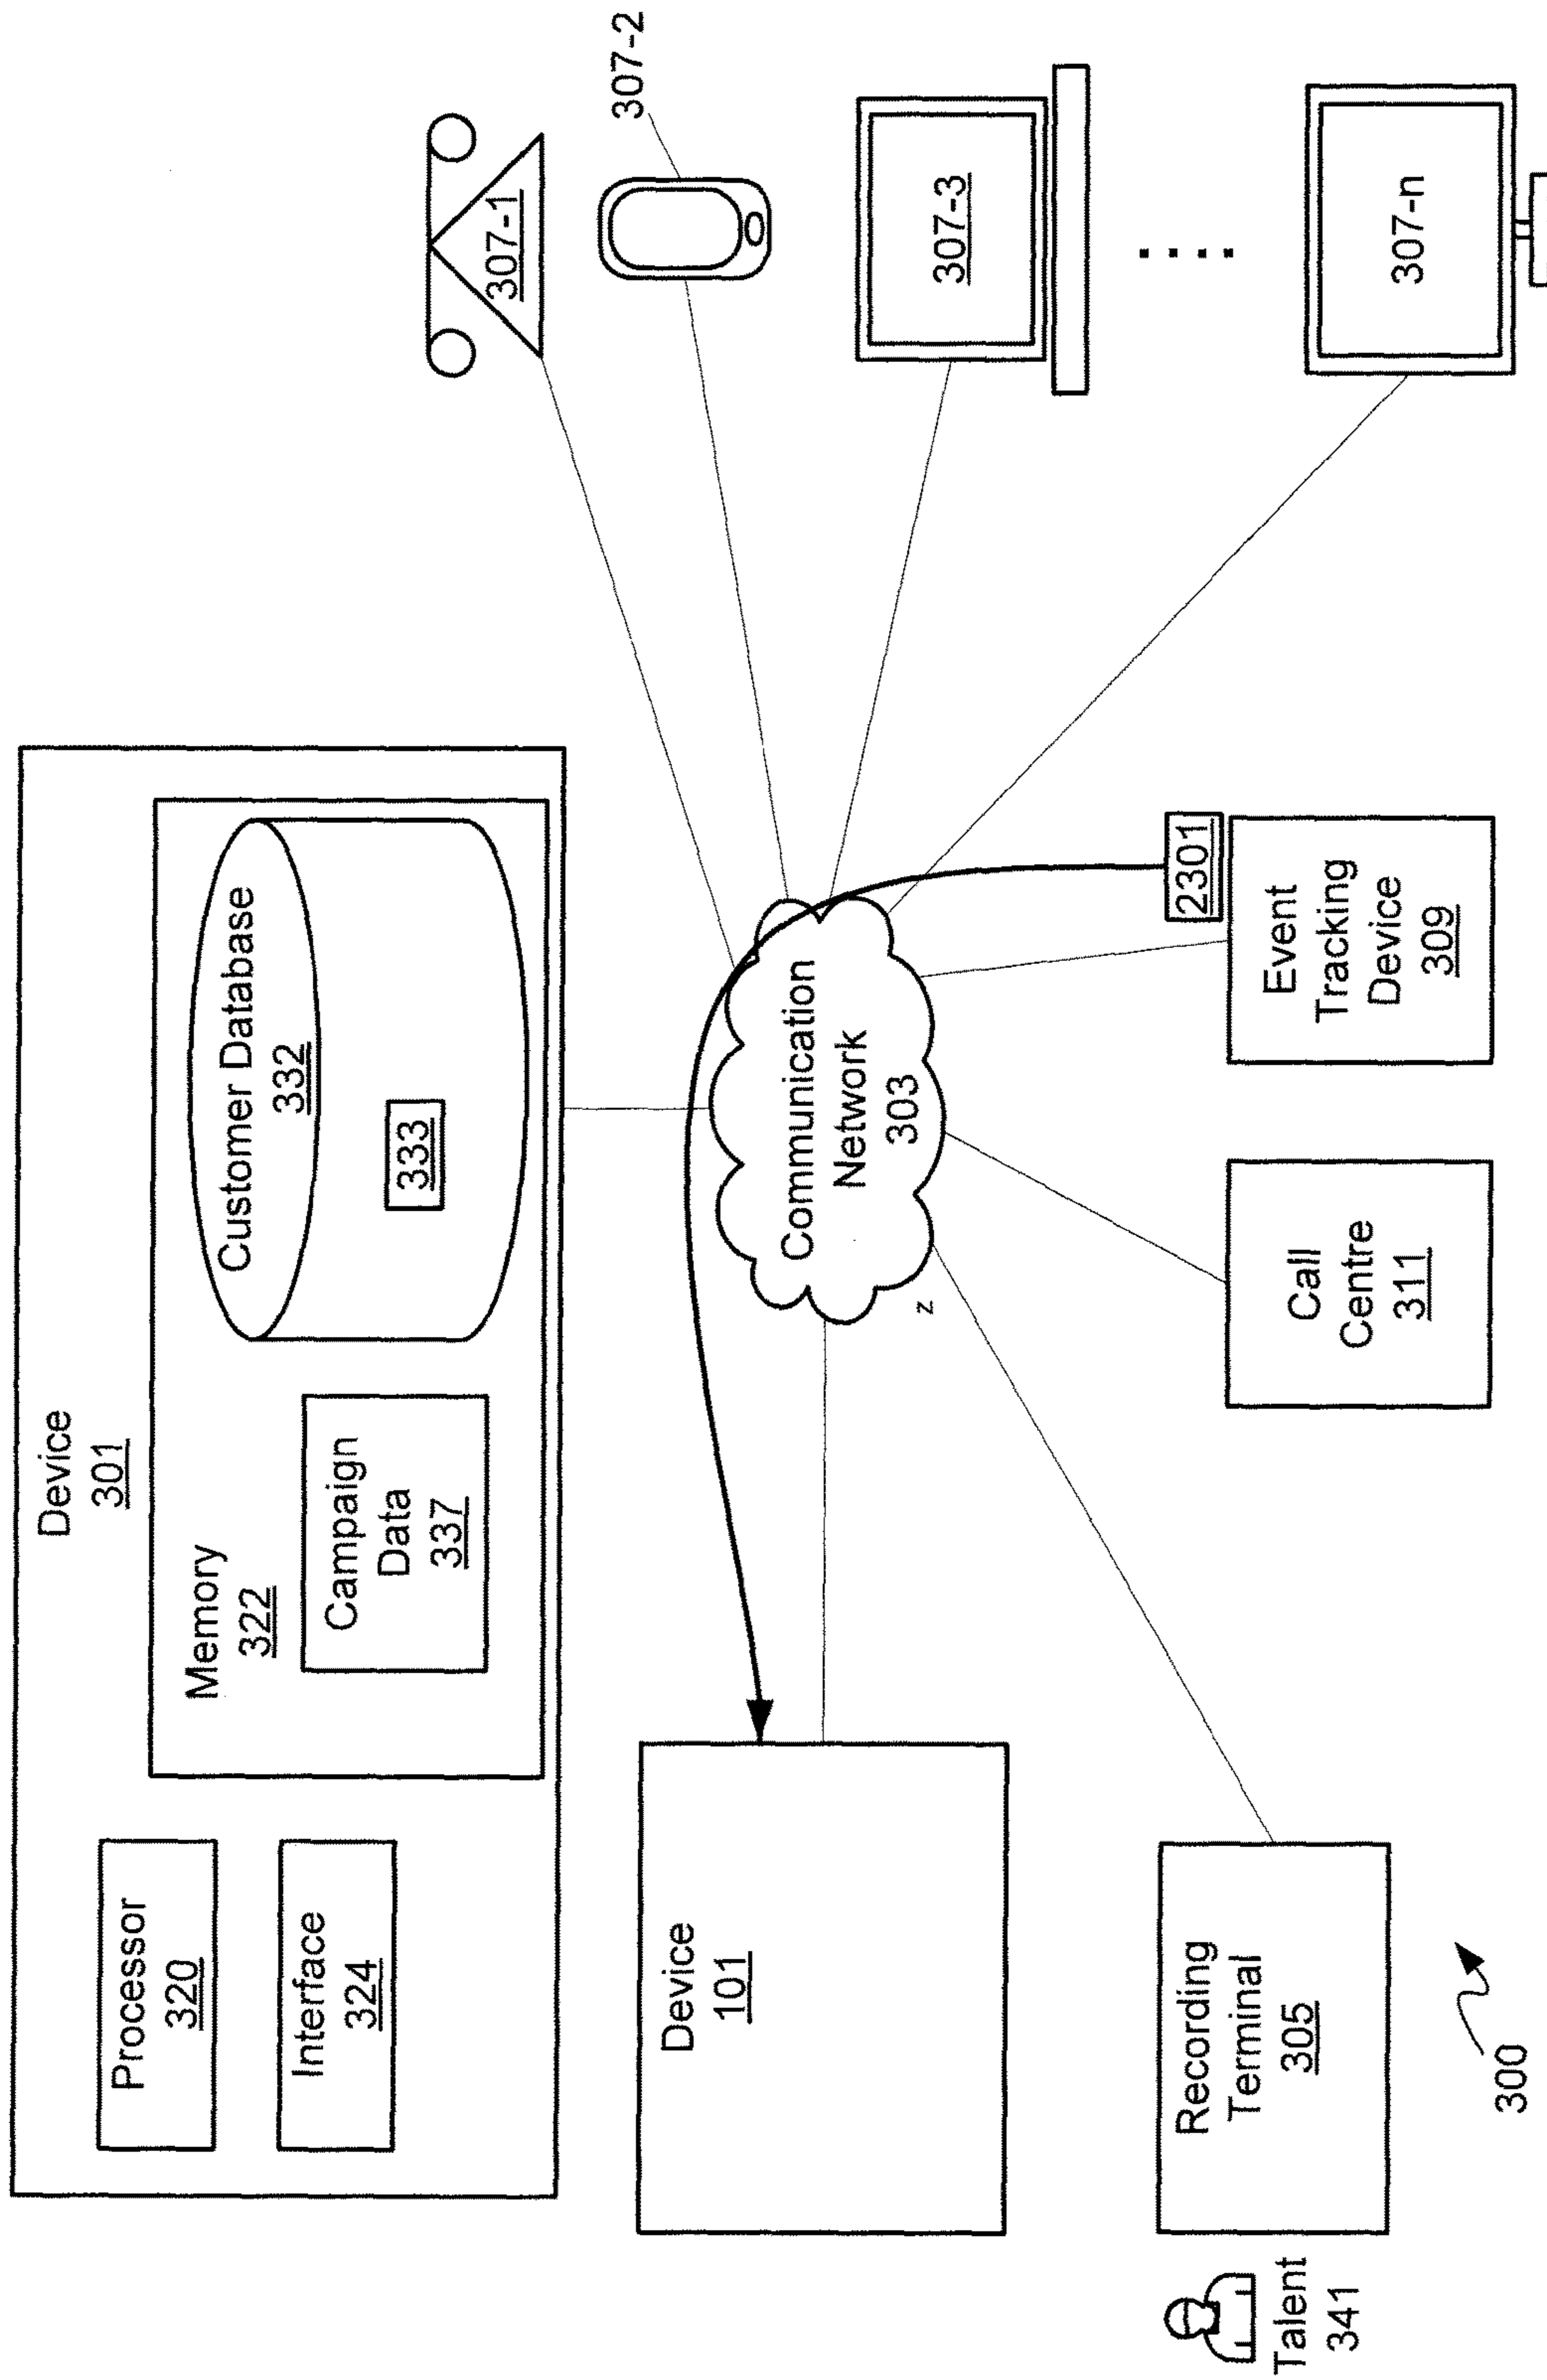 Device
301
Processor
320
Interface
324
Memory
322
Campaign
Data
337
Customer Database
332
333
Device
101
Communication
Network
303
z
307-1
307-2
307-3
....
307-n
Talent
341
Recording
Terminal
305
Call
Centre
311
2301
Event
Tracking
Device
309
300